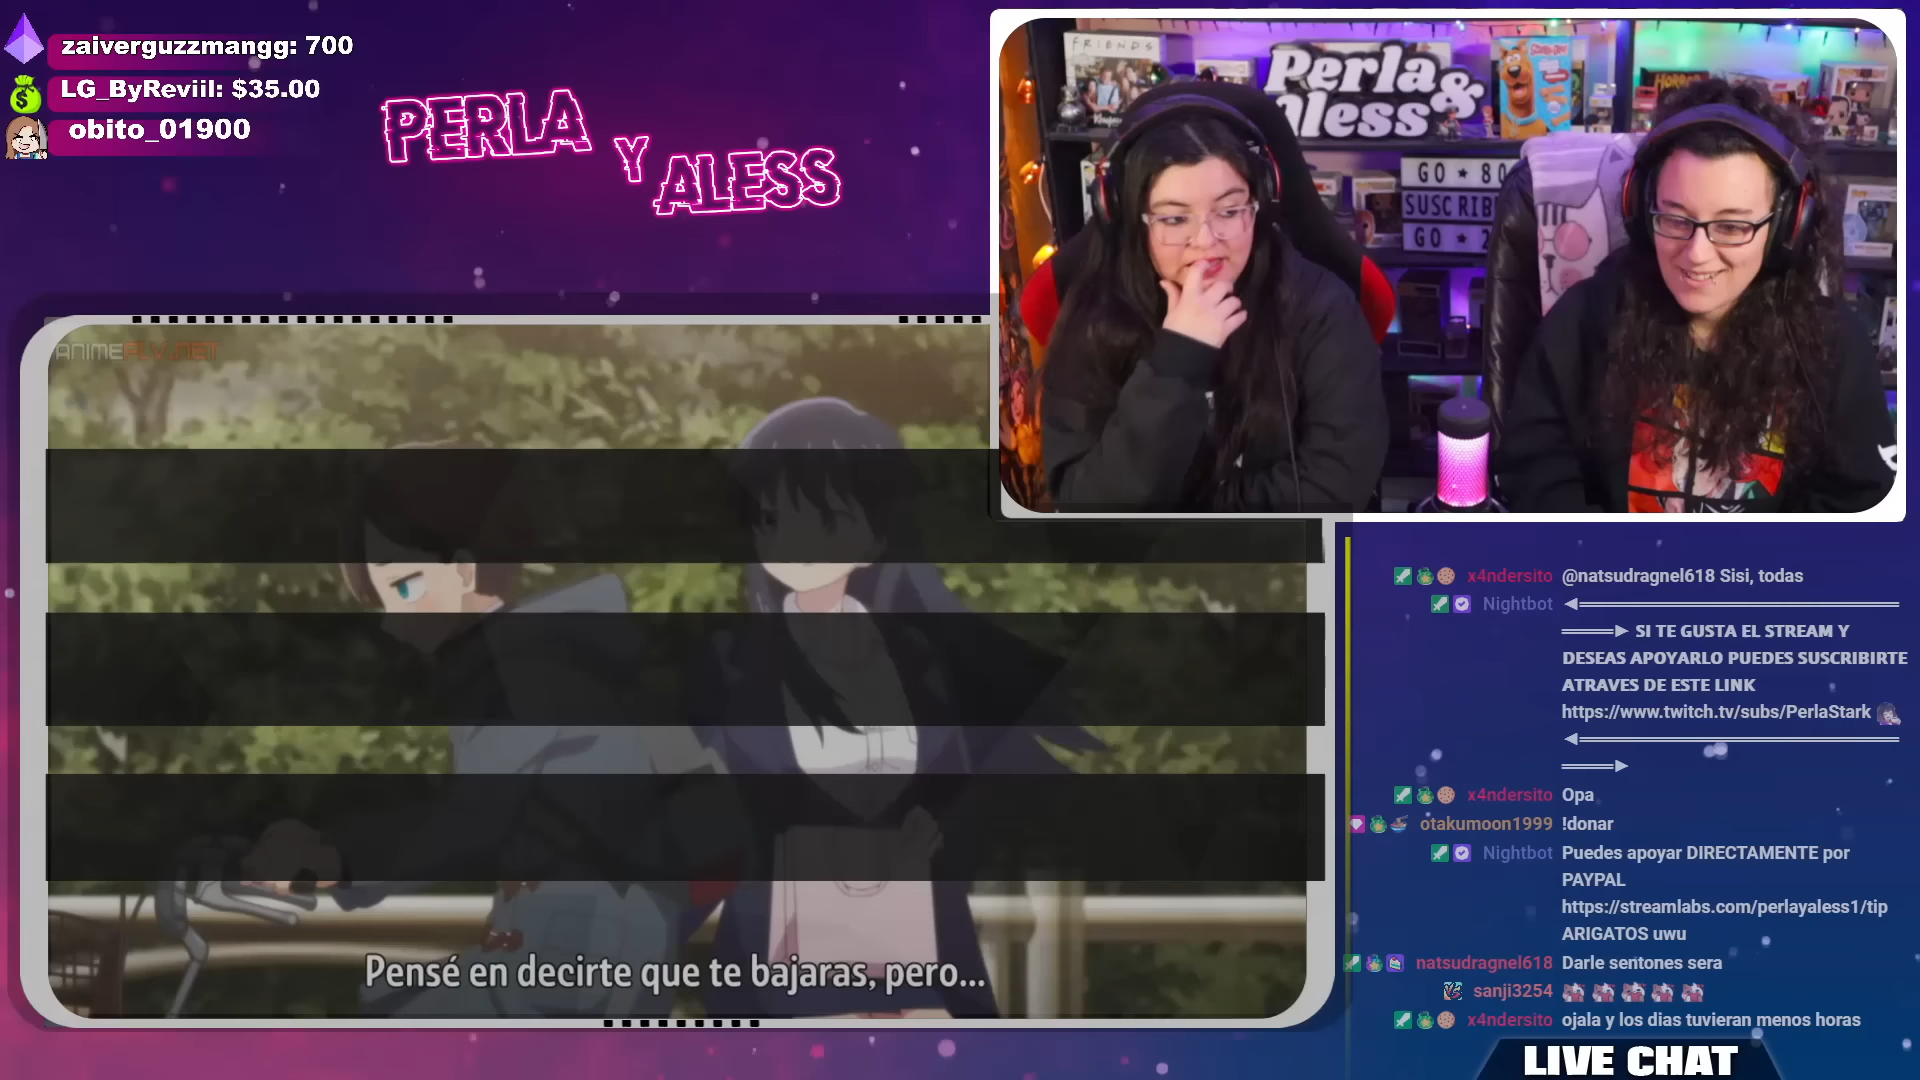 zaiverguzzmangg: 700
LG_ByReviil: $35.00
obito_01900
PERLA
Y
ALESS
FRIENDS
Perla
&
Aless
GO ★ 80
SUSCRIB
GO ★ 2
ANIMEFLV.NET
Pensé en decirte que te bajaras, pero...
x4ndersito @natsudragnel618 Sisi, todas
Nightbot
SI TE GUSTA EL STREAM Y
DESEAS APOYARLO PUEDES SUSCRIBIRTE
ATRAVES DE ESTE LINK
https://www.twitch.tv/subs/PerlaStark
x4ndersito Opa
otakumoon1999 !donar
Nightbot Puedes apoyar DIRECTAMENTE por
PAYPAL
https://streamlabs.com/perlayaless1/tip
ARIGATOS uwu
natsudragnel618 Darle sentones sera
sanji3254
x4ndersito ojala y los dias tuvieran menos horas
LIVE CHAT